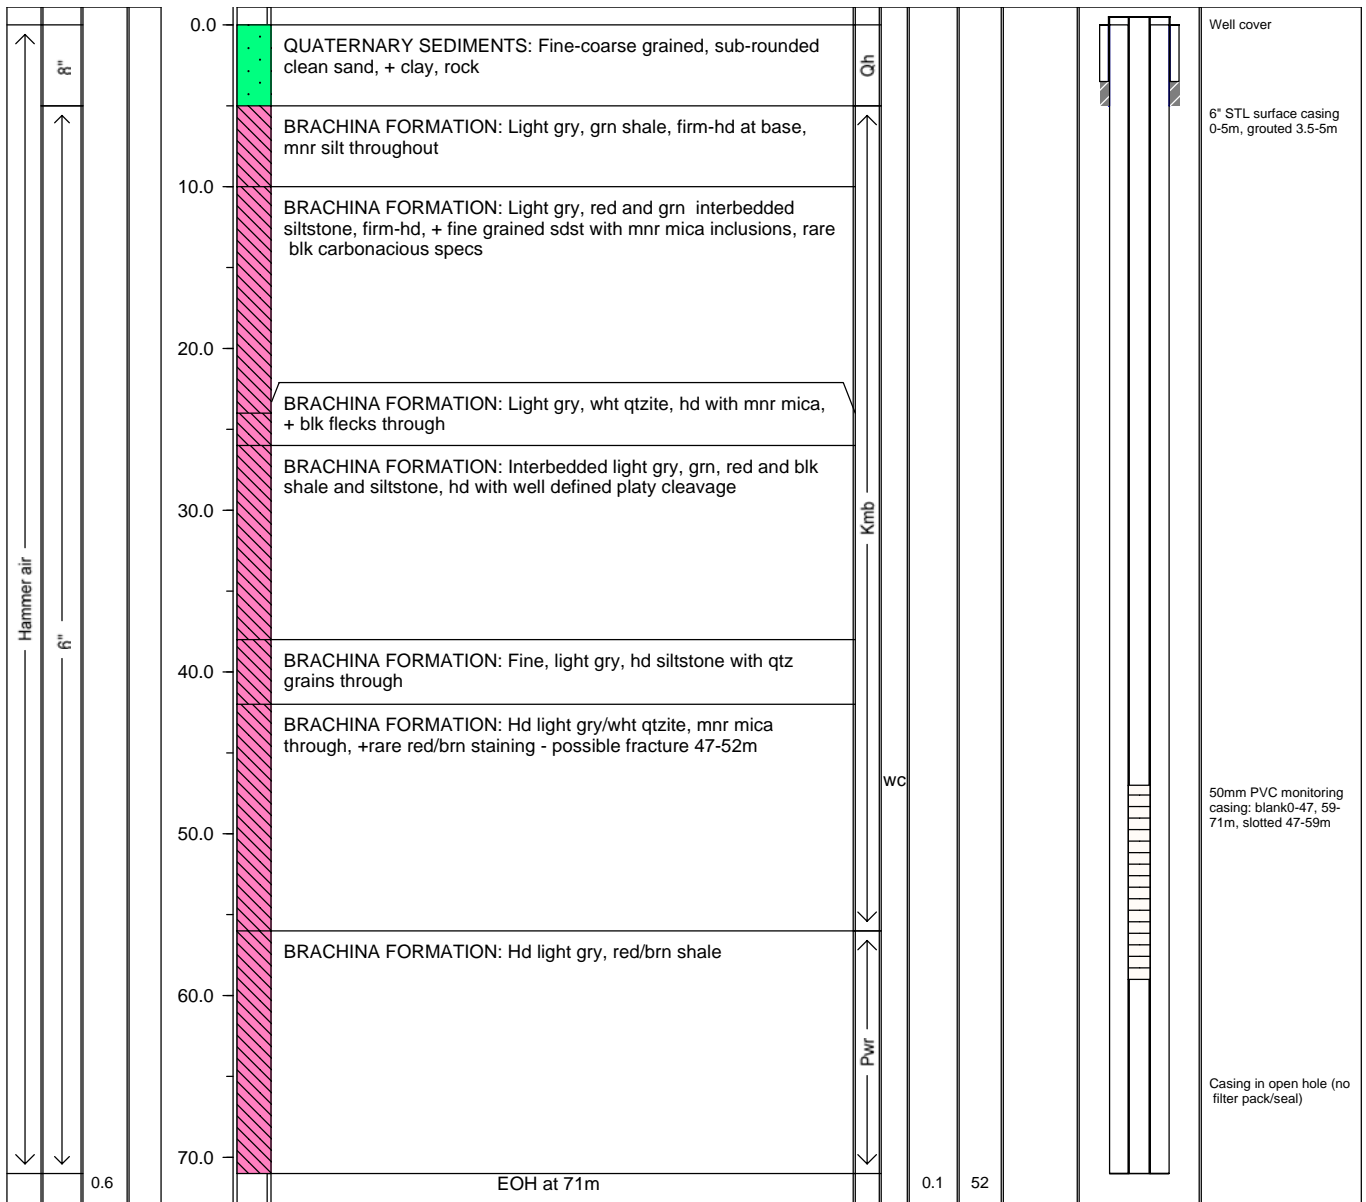 0.0
QUATERNARY SEDIMENTS: Fine-coarse grained, sub-rounded
clean sand, + clay, rock
8"
Qh
Well cover
BRACHINA FORMATION: Light gry, grn shale, firm-hd at base,
mnr silt throughout
6" STL surface casing
0-5m, grouted 3.5-5m
10.0
BRACHINA FORMATION: Light gry, red and grn interbedded
siltstone, firm-hd, + fine grained sdst with mnr mica inclusions, rare
blk carbonacious specs
20.0
BRACHINA FORMATION: Light gry, wht qtzite, hd with mnr mica,
+ blk flecks through
BRACHINA FORMATION: Interbedded light gry, grn, red and blk
shale and siltstone, hd with well defined platy cleavage
30.0
Kmb
Hammer air
6"
BRACHINA FORMATION: Fine, light gry, hd siltstone with qtz
grains through
40.0
BRACHINA FORMATION: Hd light gry/wht qtzite, mnr mica
through, +rare red/brn staining - possible fracture 47-52m
wc
50mm PVC monitoring
casing: blank0-47, 59-
71m, slotted 47-59m
50.0
BRACHINA FORMATION: Hd light gry, red/brn shale
60.0
Pwr
Casing in open hole (no
filter pack/seal)
70.0
0.6
EOH at 71m
0.1
52